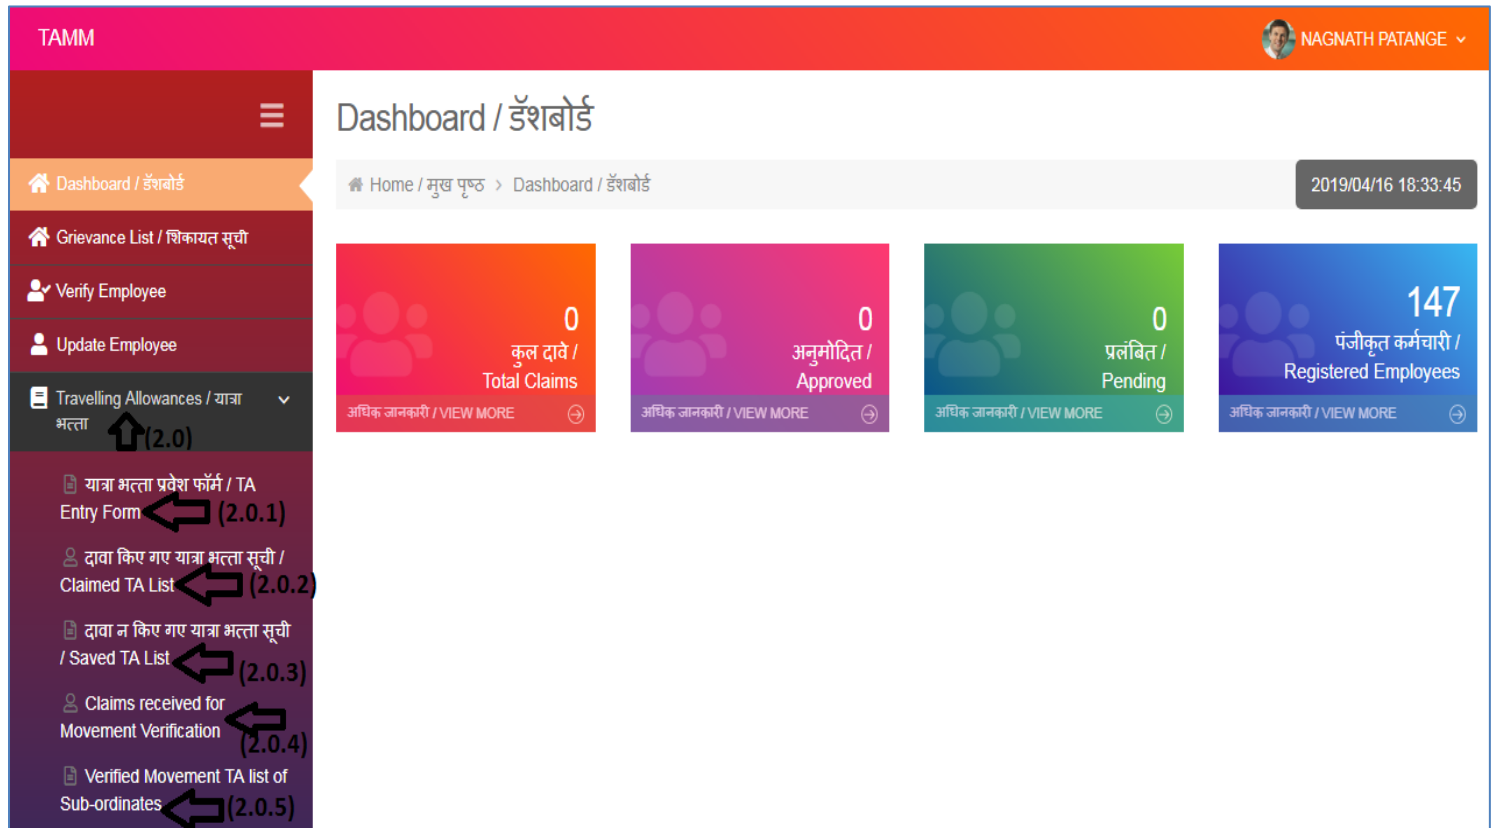 TAMM
NAGNATH PATANGE
Dashboard / डॅशबोर्ड
Dashboard / डॅशबोर्ड
Home / मुख पृष्ठ > Dashboard / डॅशबोर्ड
2019/04/16 18:33:45
Grievance List / शिकायत सूची
Verify Employee
Update Employee
Travelling Allowances / यात्रा
भत्ता
(2.0)
यात्रा भत्ता प्रवेश फॉर्म / TA
Entry Form
(2.0.1)
दावा किए गए यात्रा भत्ता सूची /
Claimed TA List
(2.0.2)
दावा न किए गए यात्रा भत्ता सूची
/ Saved TA List
(2.0.3)
Claims received for
Movement Verification
(2.0.4)
Verified Movement TA list of
Sub-ordinates
(2.0.5)
0
कुल दावे /
Total Claims
अधिक जानकारी / VIEW MORE
0
अनुमोदित /
Approved
अधिक जानकारी / VIEW MORE
0
प्रलंबित /
Pending
अधिक जानकारी / VIEW MORE
147
पंजीकृत कर्मचारी /
Registered Employees
अधिक जानकारी / VIEW MORE